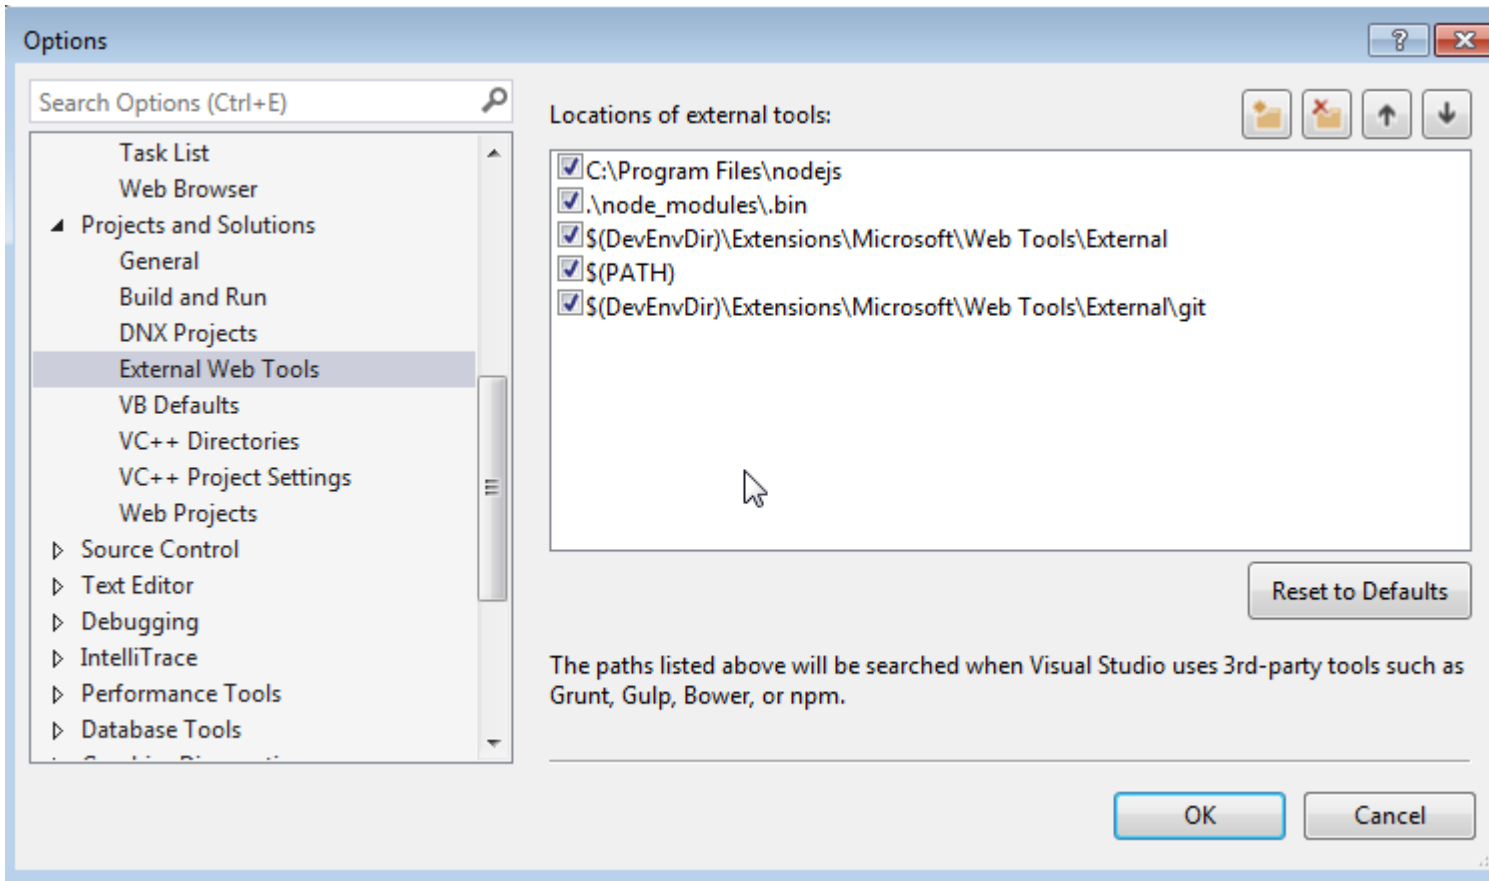 Options
Search Options (Ctrl+E)
Task List
Web Browser
Projects and Solutions
General
Build and Run
DNX Projects
External Web Tools
VB Defaults
VC++ Directories
VC++ Project Settings
Web Projects
Source Control
Text Editor
Debugging
IntelliTrace
Performance Tools
Database Tools
Locations of external tools:
C:\Program Files\nodejs
.\node_modules\.bin
$(DevEnvDir)\Extensions\Microsoft\Web Tools\External
$(PATH)
$(DevEnvDir)\Extensions\Microsoft\Web Tools\External\git
Reset to Defaults
The paths listed above will be searched when Visual Studio uses 3rd-party tools such as
Grunt, Gulp, Bower, or npm.
OK
Cancel